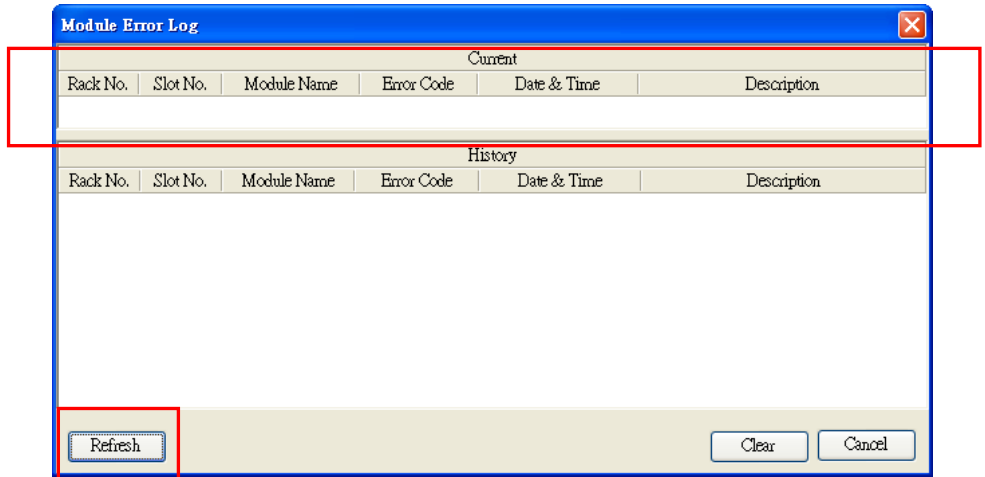 Module Error Log
Current
Rack No. Slot No. Module Name Error Code Date & Time Description
History
Rack No. Slot No. Module Name Error Code Date & Time Description
Refresh Clear Cancel